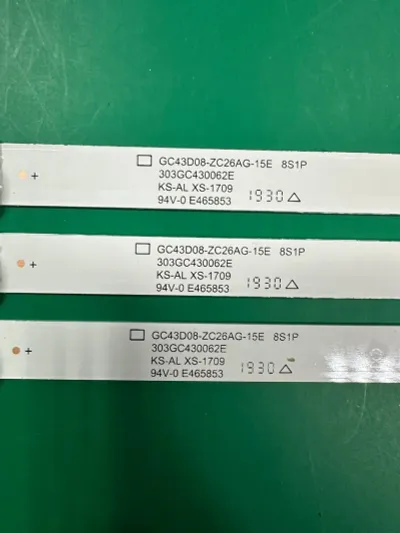 GC43D08-ZC26AG-15E 8S1P
303GC430062E
+
KS-AL XS-1709
94V-0 E465853 1930
GC43D08-ZC26AG-15E 8S1P
303GC430062E
+
KS-AL XS-1709
94V-0 E465853 1930
GC43D08-ZC26AG-15E 8S1P
303GC430062E
+
KS-AL XS-1709
94V-0 E465853 1930